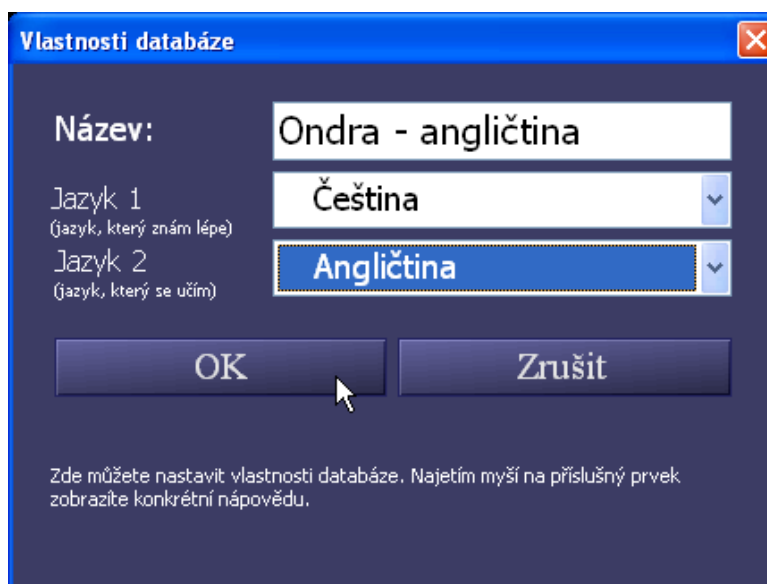 Vlastnosti databáze
Název:
Ondra - angličtina
Jazyk 1
Čeština
(jazyk, který znám lépe)
Jazyk 2
Angličtina
(jazyk, který se učím)
OK
Zrušit
Zde můžete nastavit vlastnosti databáze. Najetím myší na příslušný prvek
zobrazíte konkrétní nápovědu.